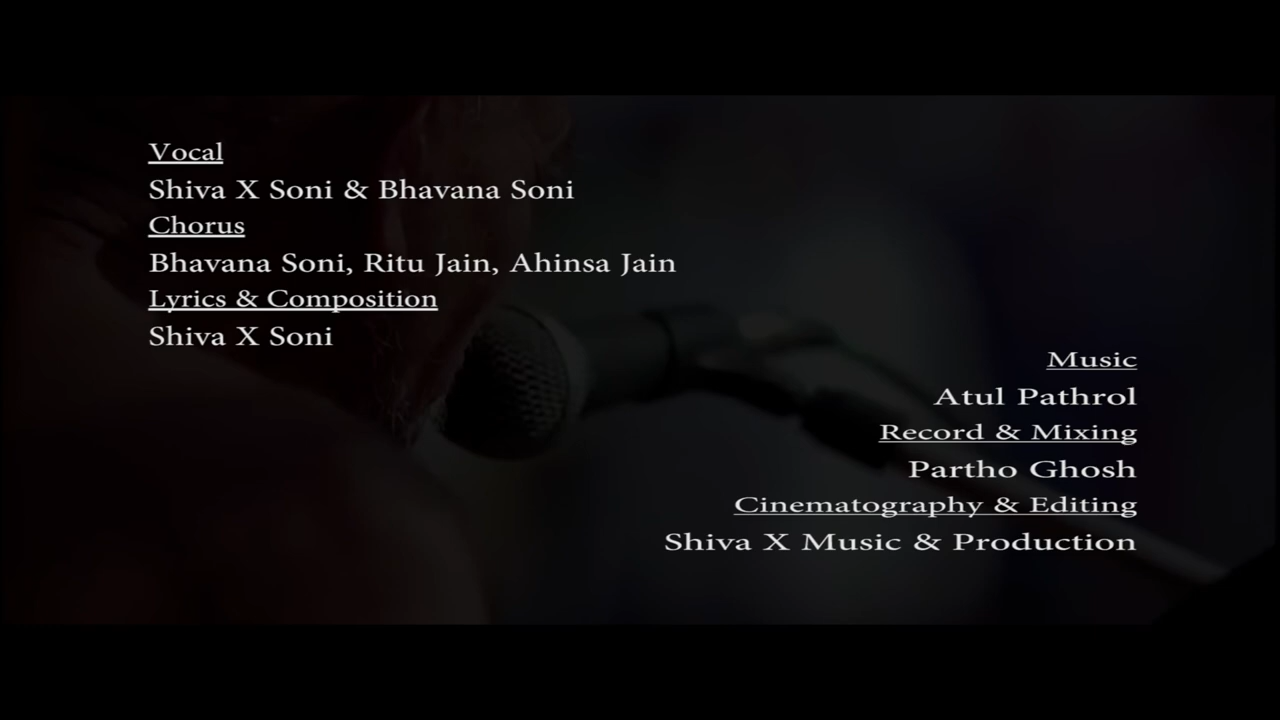 Vocal
Shiva X Soni & Bhavana Soni
Chorus
Bhavana Soni, Ritu Jain, Ahinsa Jain
Lyrics & Composition
Shiva X Soni
Music
Atul Pathrol
Record & Mixing
Partho Ghosh
Cinematography & Editing
Shiva X Music & Production